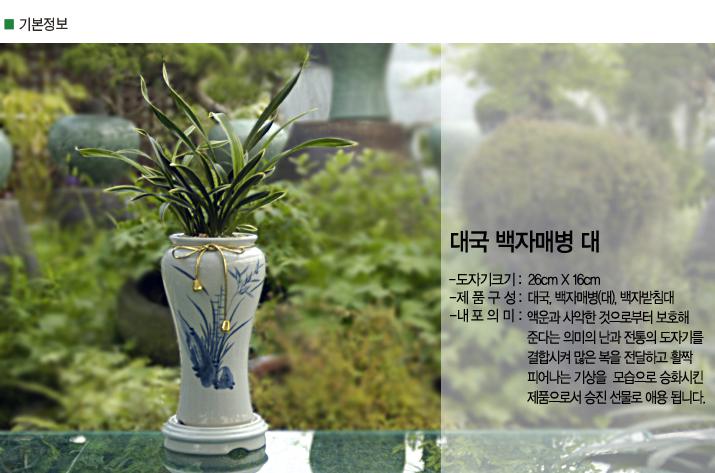 기본정보
대국 백자매병 대
-도자기크기 : 26cm X 16cm
-제 품 구 성 : 대국, 백자매병(대), 백자받침대
-내 포 의 미 : 액운과 사악한 것으로부터 보호해
준다는 의미의 난과 전통의 도자기를
결합시켜 많은 복을 전달하고 활짝
피어나는 기상을 모습으로 승화시킨
제품으로서 승진 선물로 애용 됩니다.